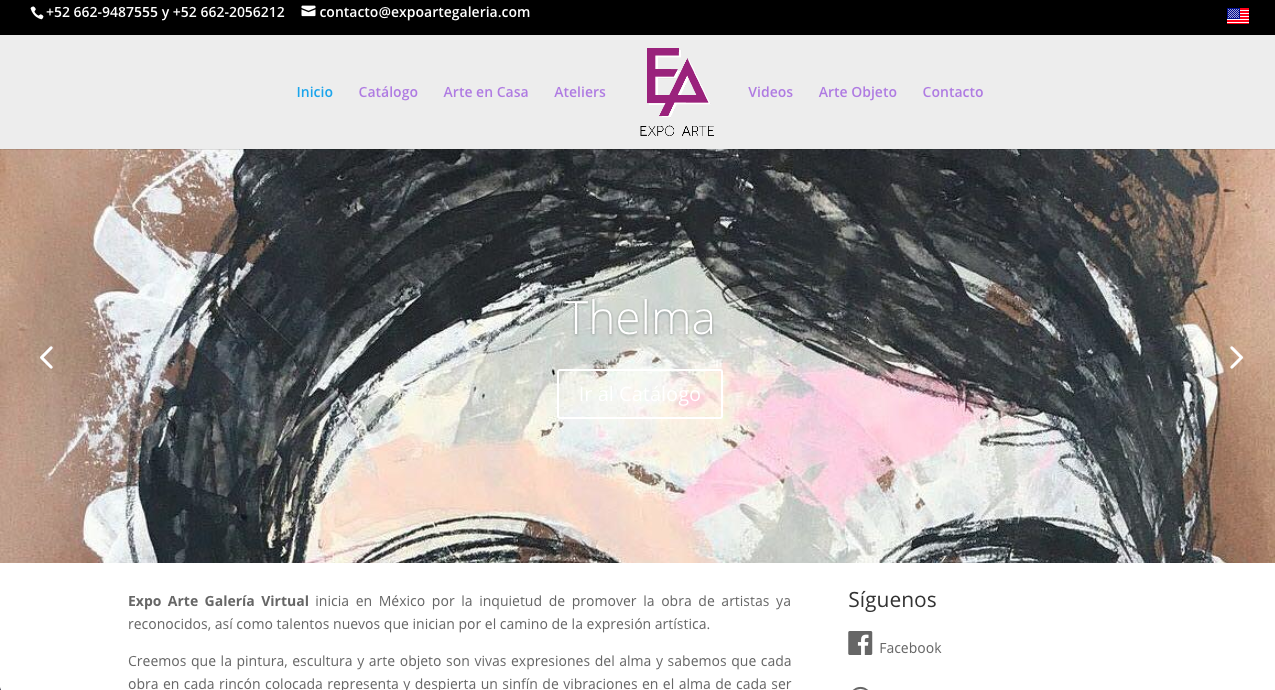 +52 662-9487555 y +52 662-2056212 contacto@expoartegaleria.com
Inicio Catálogo Arte en Casa Ateliers Videos Arte Objeto Contacto
EA
EXPO ARTE
Thelma
Ir al Catálogo
Expo Arte Galería Virtual inicia en México por la inquietud de promover la obra de artistas ya
reconocidos, así como talentos nuevos que inician por el camino de la expresión artística.
Creemos que la pintura, escultura y arte objeto son vivas expresiones del alma y sabemos que cada
obra en cada rincón colocada representa y despierta un sinfín de vibraciones en el alma de cada ser
Síguenos
Facebook